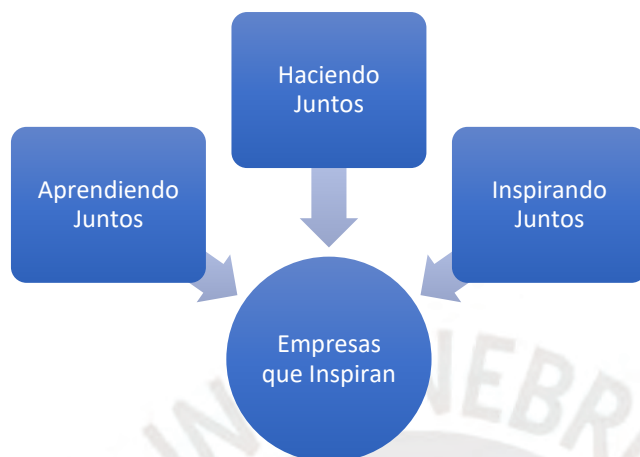 Haciendo
Juntos
Aprendiendo
Juntos
Inspirando
Juntos
Empresas
que Inspiran